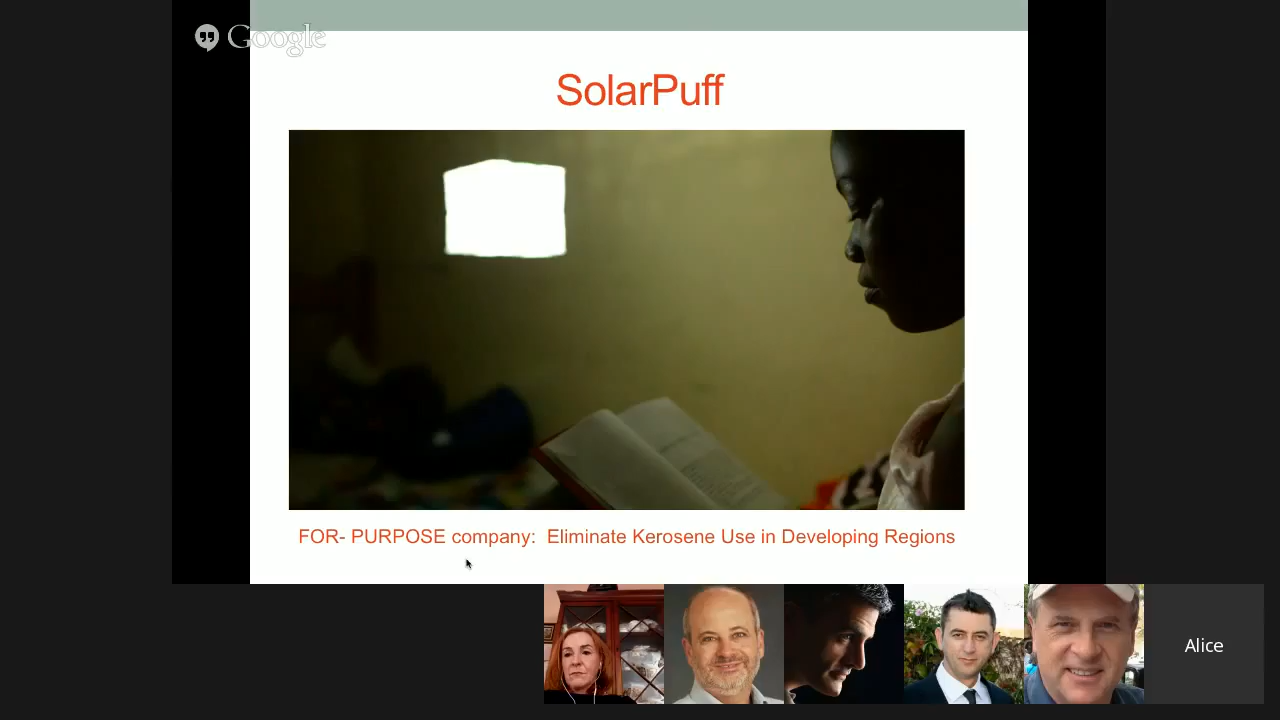 Google
SolarPuff
FOR- PURPOSE company: Eliminate Kerosene Use in Developing Regions
Alice